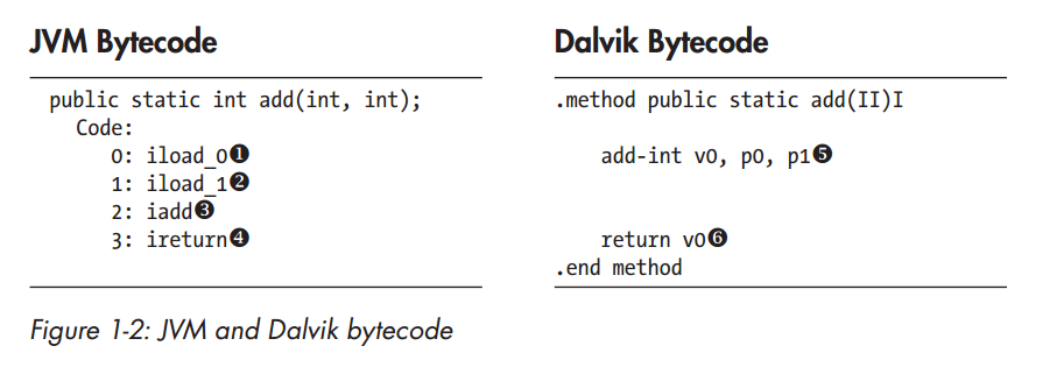 JVM Bytecode
public static int add(int, int);
Code:
0: iload_0❶
1: iload_1❷
2: iadd❸
3: ireturn❹
Dalvik Bytecode
.method public static add(II)I
add-int v0, p0, p1❺
return v0❻
.end method
Figure 1-2: JVM and Dalvik bytecode